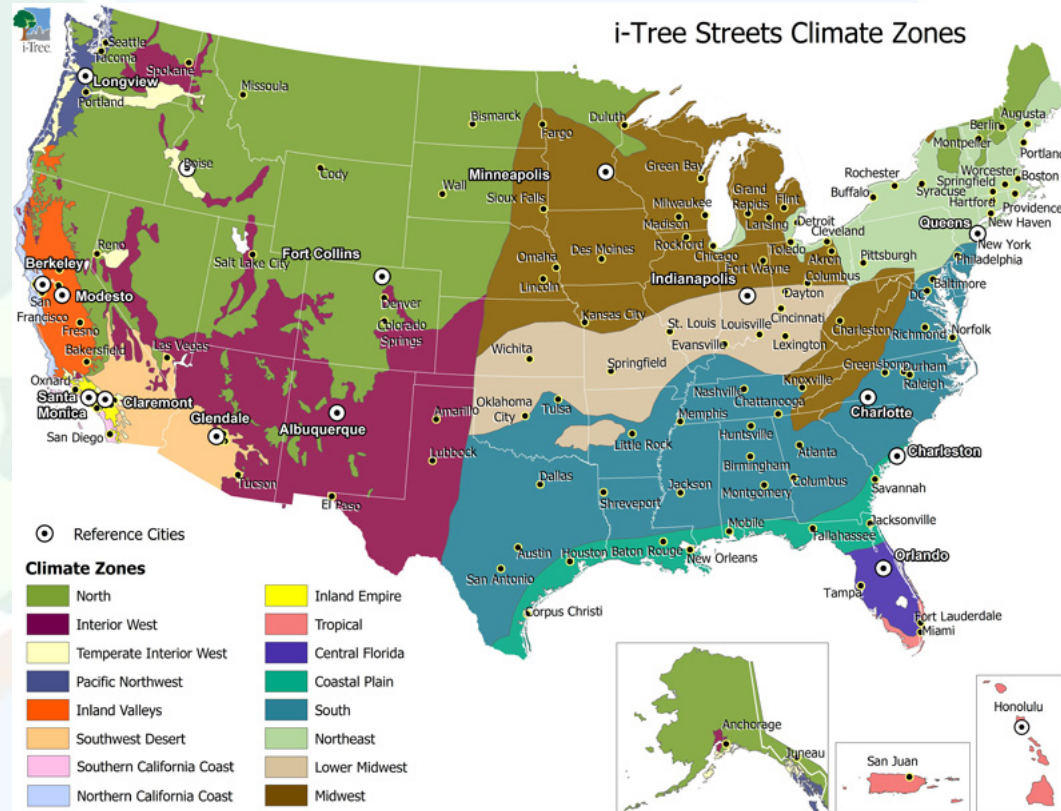 i-Tree
i-Tree Streets Climate Zones
Seattle
Tacoma
Spokane
Longview
Portland
Missoula
Bismarck
Fargo
Duluth
Augusta
Berlin
Montpelier
Portland
Boise
Cody
Wall
Minneapolis
Green Bay
Sioux Falls
Milwaukee
Grand
Rapids
Flint
Madison
Lansing
Rockford
Detroit
Chicago
Toledo
Cleveland
Akron
Rochester
Buffalo
Syracuse
Worcester
Springfield
Boston
Hartford
Providence
New Haven
Queens
New York
Philadelphia
Pittsburgh
Reno
Salt Lake City
Fort Collins
Denver
Colorado
Springs
Omaha
Des Moines
Lincoln
Fort Wayne
Columbus
Indianapolis
Dayton
Cincinnati
Baltimore
DC
Berkeley
San
Francisco
Modesto
Fresno
Bakersfield
Las Vegas
Kansas City
St. Louis
Louisville
Evansville
Lexington
Charleston
Richmond
Norfolk
Wichita
Springfield
Greensboro
Durham
Raleigh
Oxnard
Santa
Monica
Claremont
San Diego
Glendale
Tucson
Albuquerque
El Paso
Amarillo
Lubbock
Oklahoma
City
Tulsa
Little Rock
Nashville
Knoxville
Chattanooga
Memphis
Charlotte
Huntsville
Atlanta
Charleston
Birmingham
Columbus
Savannah
Dallas
Shreveport
Jackson
Montgomery
Mobile
Tallahassee
Jacksonville
Austin
San Antonio
Houston
Baton Rouge
New Orleans
Corpus Christi
Orlando
Tampa
Fort Lauderdale
Miami
Reference Cities
Climate Zones
North
Interior West
Temperate Interior West
Pacific Northwest
Inland Valleys
Southwest Desert
Southern California Coast
Northern California Coast
Inland Empire
Tropical
Central Florida
Coastal Plain
South
Northeast
Lower Midwest
Midwest
Anchorage
Juneau
San Juan
Honolulu